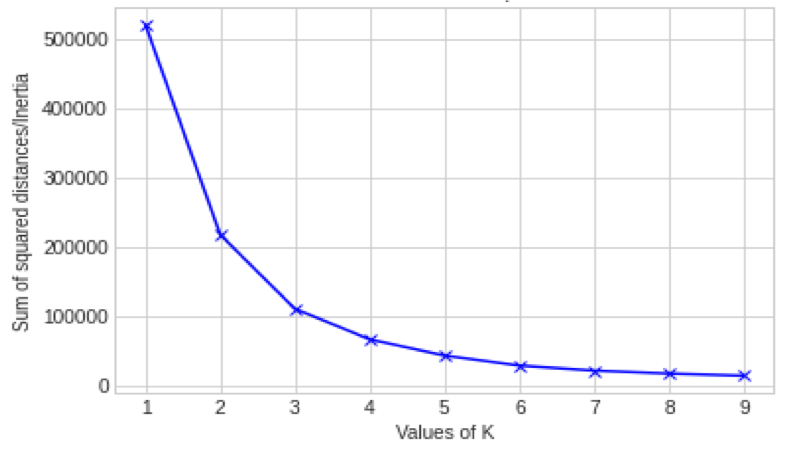 500000
400000
300000
200000
100000
0
Sum of squared distances/Inertia
1 2 3 4 5 6 7 8 9
Values of K